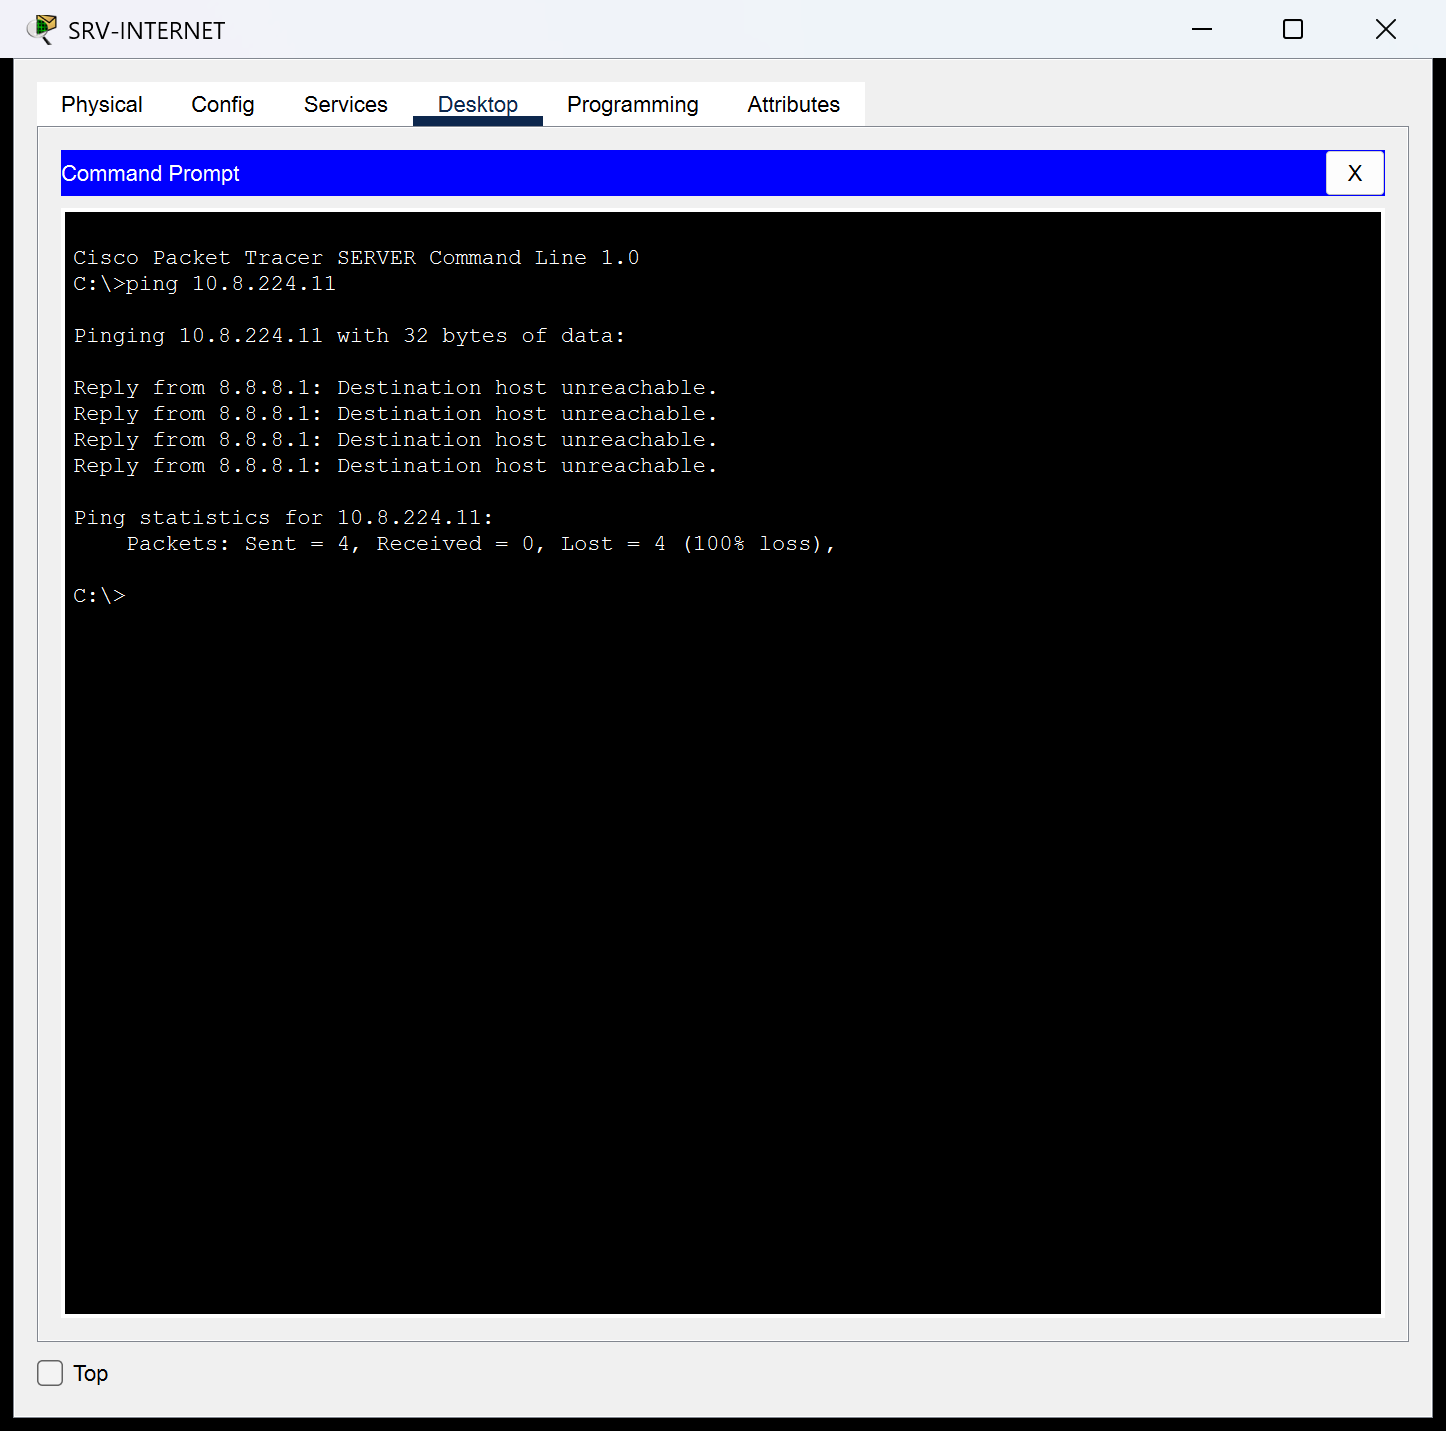 SRV-INTERNET
Physical Config Services Desktop Programming Attributes
Command Prompt X
Cisco Packet Tracer SERVER Command Line 1.0
C:\>ping 10.8.224.11
Pinging 10.8.224.11 with 32 bytes of data:
Reply from 8.8.8.1: Destination host unreachable.
Reply from 8.8.8.1: Destination host unreachable.
Reply from 8.8.8.1: Destination host unreachable.
Reply from 8.8.8.1: Destination host unreachable.
Ping statistics for 10.8.224.11:
Packets: Sent = 4, Received = 0, Lost = 4 (100% loss),
C:\>
Top